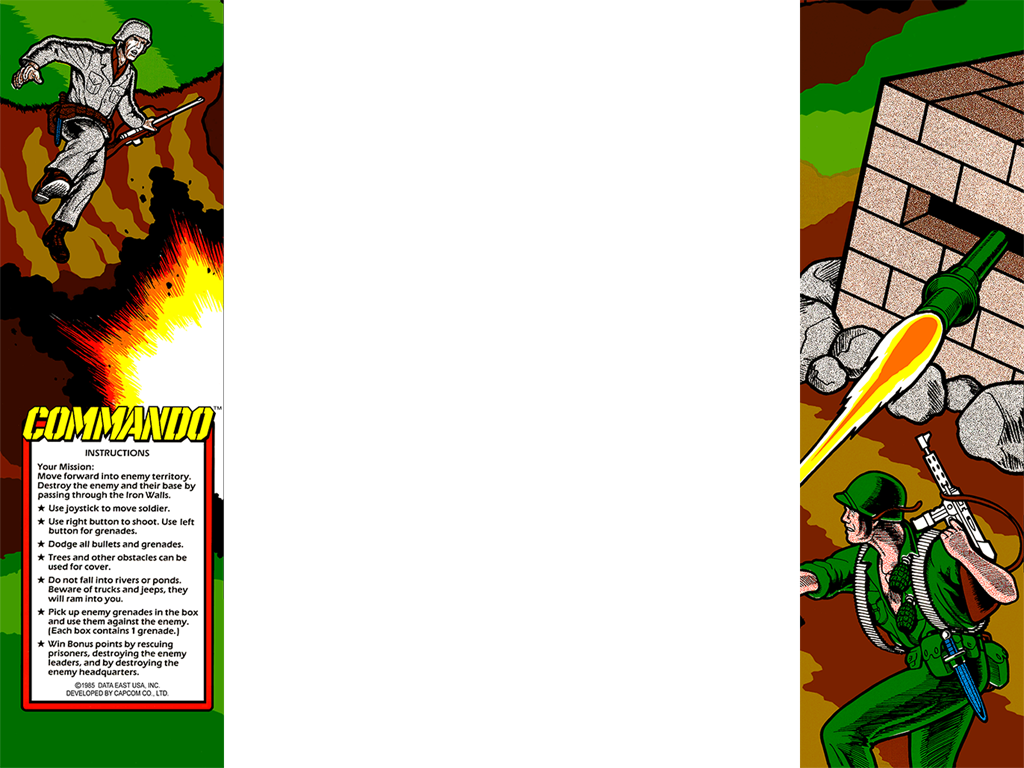 COMMANDO™
INSTRUCTIONS
Your Mission:
Move forward into enemy territory.
Destroy the enemy and their base by
passing through the Iron Walls.
★ Use joystick to move soldier.
★ Use right button to shoot. Use left
button for grenades.
★ Dodge all bullets and grenades.
★ Trees and other obstacles can be
used for cover.
★ Do not fall into rivers or ponds.
Beware of trucks and jeeps, they
will ram into you.
★ Pick up enemy grenades in the box
and use them against the enemy.
(Each box contains 1 grenade.)
★ Win Bonus points by rescuing
prisoners, destroying the enemy
leaders, and by destroying the
enemy headquarters.
©1985 DATA EAST USA, INC.
DEVELOPED BY CAPCOM CO., LTD.